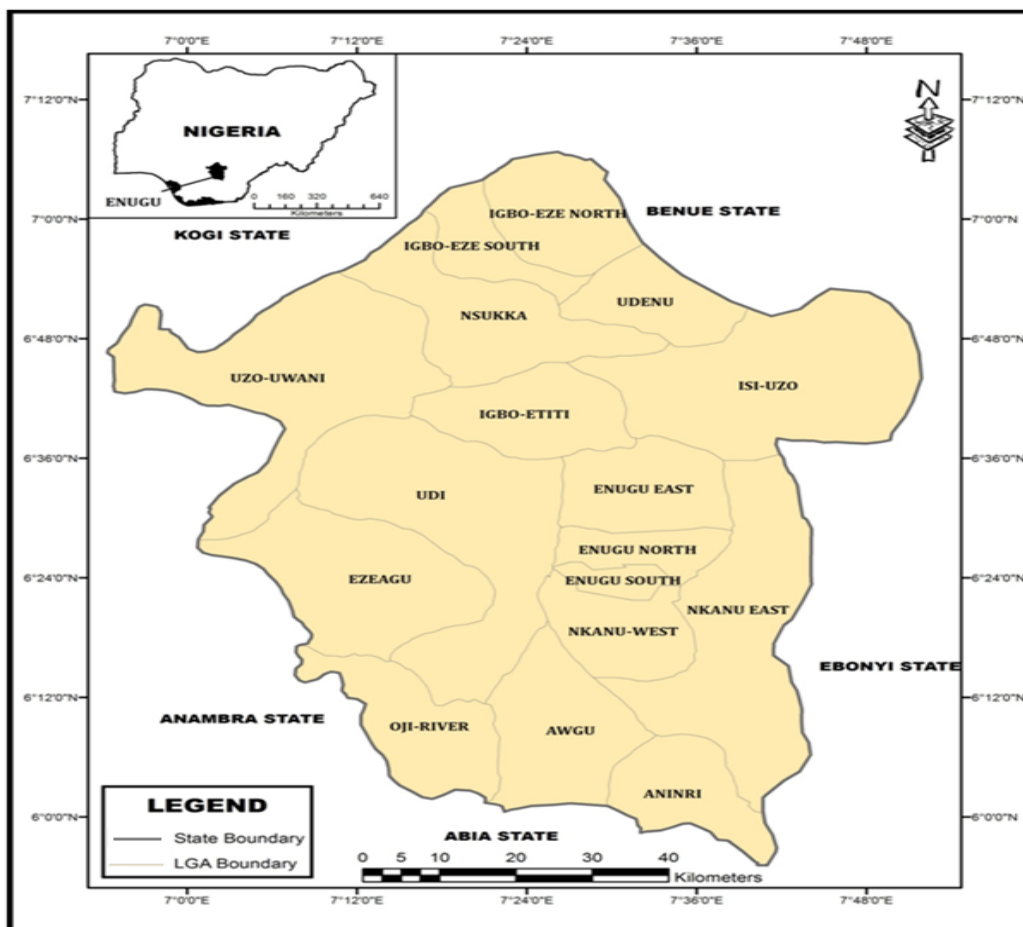 7°0'0"E 7°12'0"E 7°24'0"E 7°36'0"E 7°48'0"E
7°12'0"N 7°12'0"N
N
NIGERIA
ENUGU
0 160 320 640
Kilometers
7°0'0"N 7°0'0"N
KOGI STATE
BENUE STATE
IGBO-EZE NORTH
IGBO-EZE SOUTH
UDENU
NSUKKA
6°48'0"N 6°48'0"N
UZO-UWANI
ISI-UZO
IGBO-ETITI
6°36'0"N 6°36'0"N
ENUGU EAST
UDI
ENUGU NORTH
6°24'0"N 6°24'0"N
EZEAGU
ENUGU SOUTH
NKANU EAST
NKANU-WEST
EBONYI STATE
6°12'0"N 6°12'0"N
ANAMBRA STATE
OJI-RIVER
AWGU
ANINRI
LEGEND
State Boundary
LGA Boundary
6°0'0"N 6°0'0"N
ABIA STATE
0 5 10 20 30 40
Kilometers
7°0'0"E 7°12'0"E 7°24'0"E 7°36'0"E 7°48'0"E